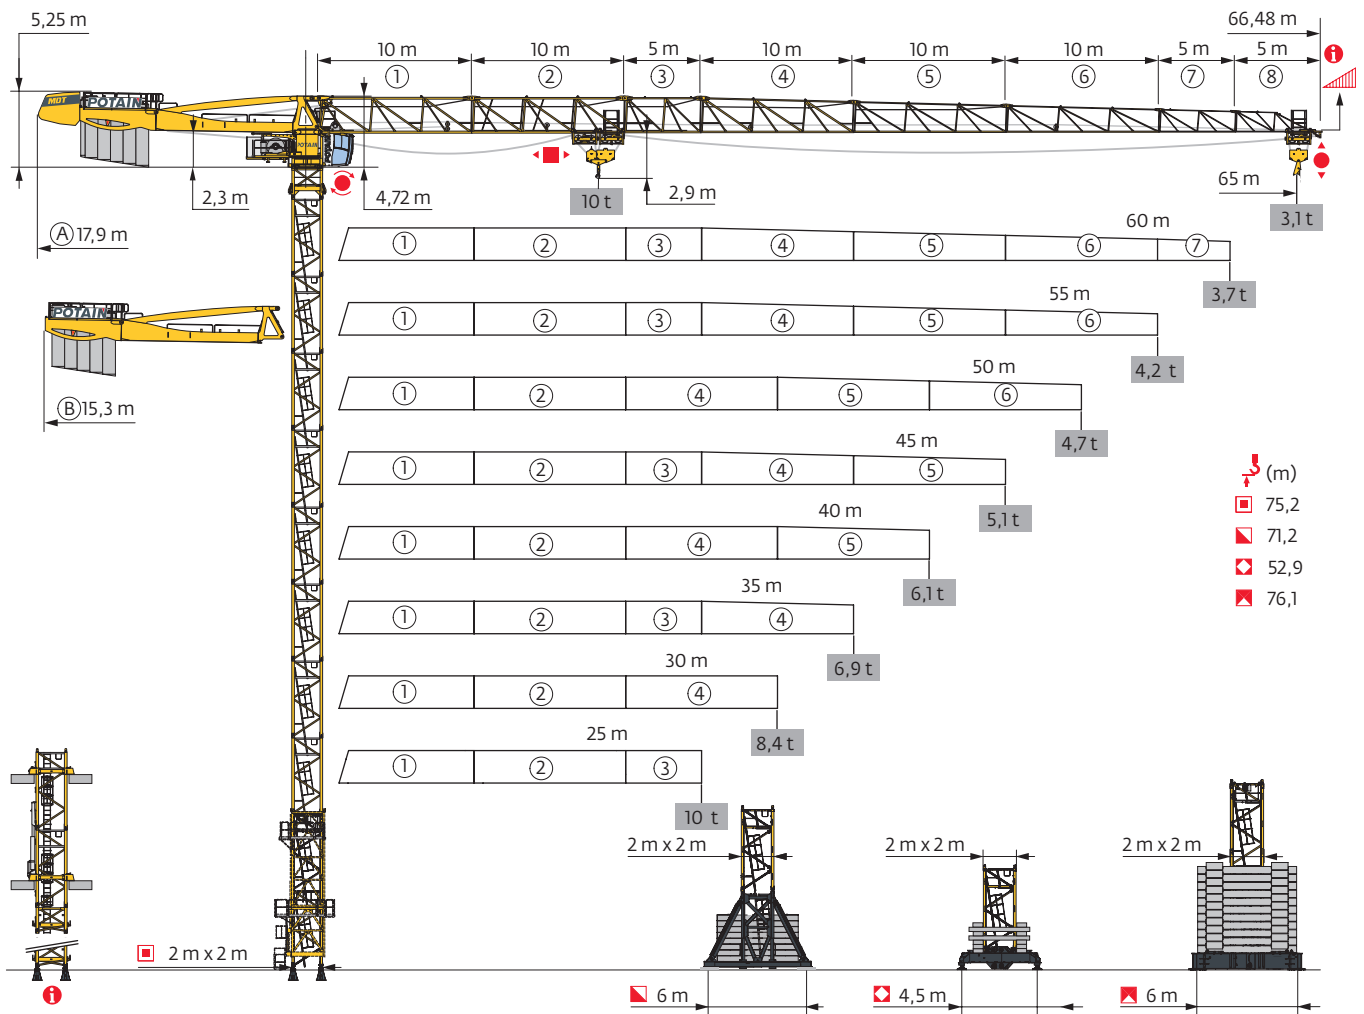 5,25 m
66,48 m
10 m 10 m 5 m 10 m 10 m 10 m 5 m 5 m
1 2 3 4 5 6 7 8
i
MDT POTAIN
POTAIN
2,3 m
4,72 m
10 t
2,9 m
65 m
3,1 t
A 17,9 m
60 m
1 2 3 4 5 6 7
3,7 t
POTAIN
55 m
1 2 3 4 5 6
4,2 t
B 15,3 m
50 m
1 2 4 5 6
4,7 t
45 m
1 2 3 4 5
5,1 t
(m)
75,2
71,2
52,9
76,1
40 m
1 2 4 5
6,1 t
35 m
1 2 3 4
6,9 t
30 m
1 2 4
8,4 t
25 m
1 2 3
10 t
2 m x 2 m
2 m x 2 m
2 m x 2 m
2 m x 2 m
i
6 m
4,5 m
6 m